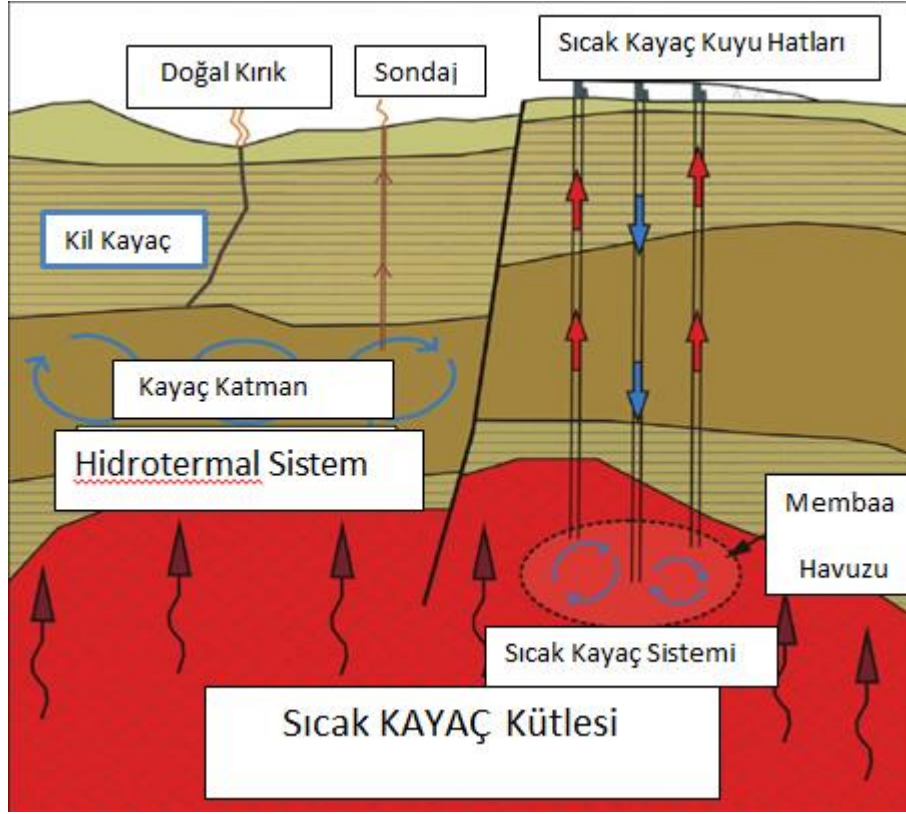 Sıcak Kayaç Kuyu Hatları
Doğal Kırık
Sondaj
Kil Kayaç
Kayaç Katman
Hidrotermal Sistem
Membaa
Havuzu
Sıcak Kayaç Sistemi
Sıcak KAYAÇ Kütlesi